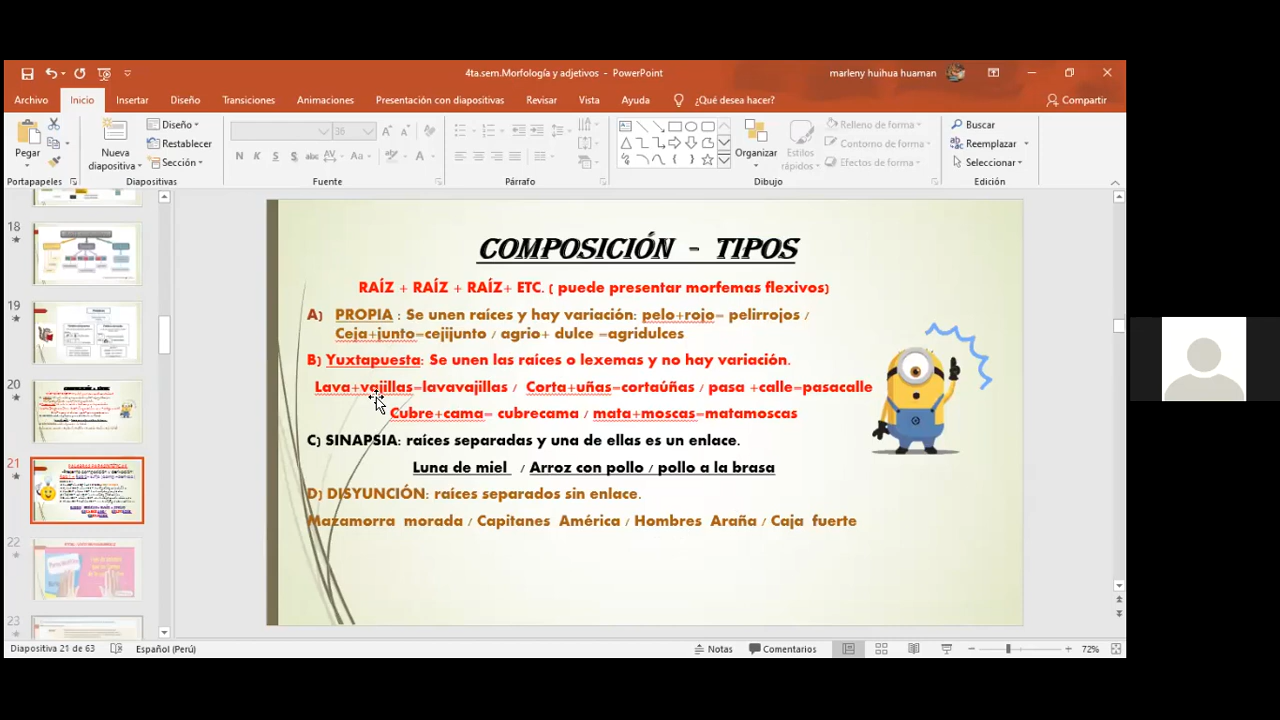 4ta.sem.Morfología y adjetivos - PowerPoint
marleny huihua huaman
Archivo Inicio Insertar Diseño Transiciones Animaciones Presentación con diapositivas Revisar Vista Ayuda ¿Qué desea hacer? Compartir
Pegar
Nueva diapositiva
Diseño
Restablecer
Sección
36
N K S S abc AV Aa A
Organizar
Estilos rápidos
Relleno de forma
Contorno de forma
Efectos de forma
Buscar
Reemplazar
Seleccionar
Portapapeles Diapositivas Fuente Párrafo Dibujo Edición
18
19
20
21
22
23
COMPOSICIÓN - TIPOS
RAÍZ + RAÍZ + RAÍZ+ ETC. ( puede presentar morfemas flexivos)
A) PROPIA : Se unen raíces y hay variación: pelo+rojo= pelirrojos /
Ceja+junto=cejijunto / agrio+ dulce =agridulces
B) Yuxtapuesta: Se unen las raíces o lexemas y no hay variación.
Lava+vajillas=lavavajillas / Corta+uñas=cortaúñas / pasa +calle=pasacalle
Cubre+cama= cubrecama / mata+moscas=matamoscas
C) SINAPSIA: raíces separadas y una de ellas es un enlace.
Luna de miel / Arroz con pollo / pollo a la brasa
D) DISYUNCIÓN: raíces separados sin enlace.
Mazamorra morada / Capitanes América / Hombres Araña / Caja fuerte
Diapositiva 21 de 63 Español (Perú) Notas Comentarios 72%